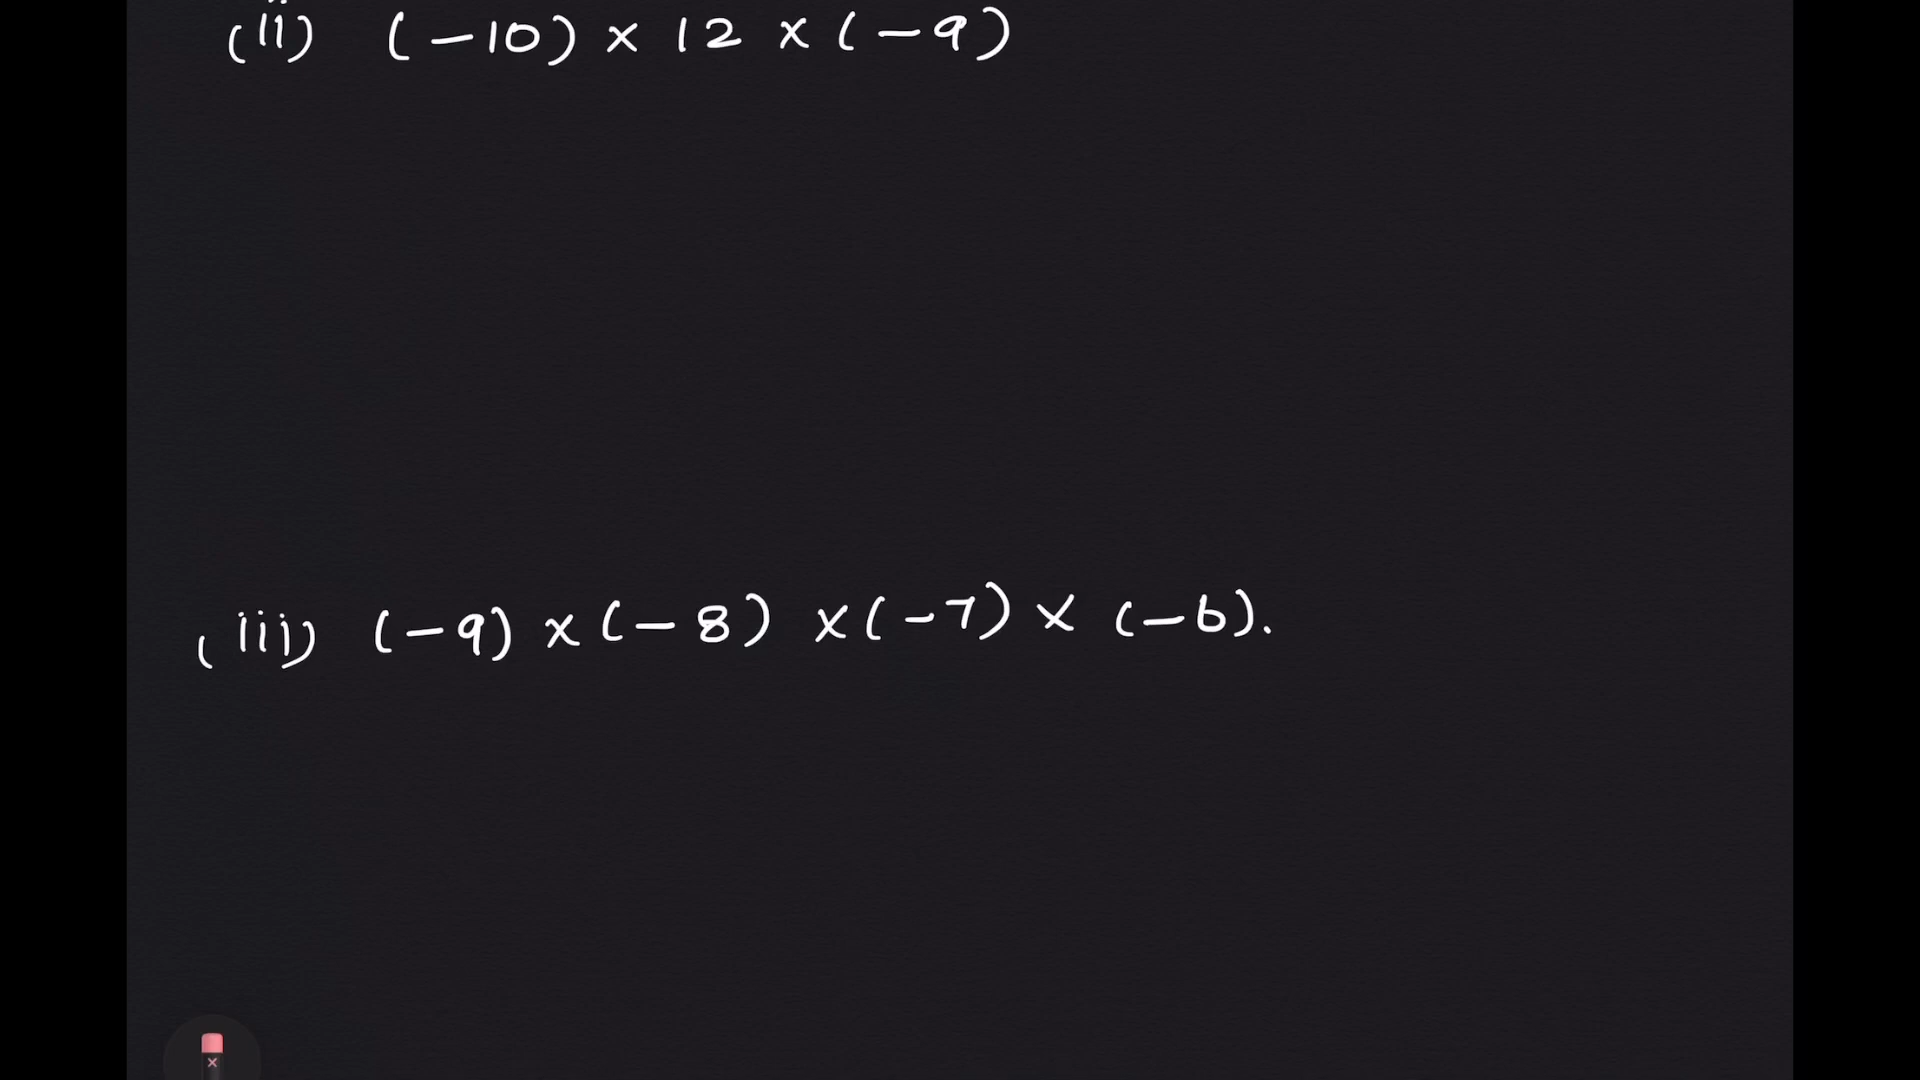 (ii) (-10) × 12 × (-9)
(iii) (-9) × (-8) × (-7) × (-6).